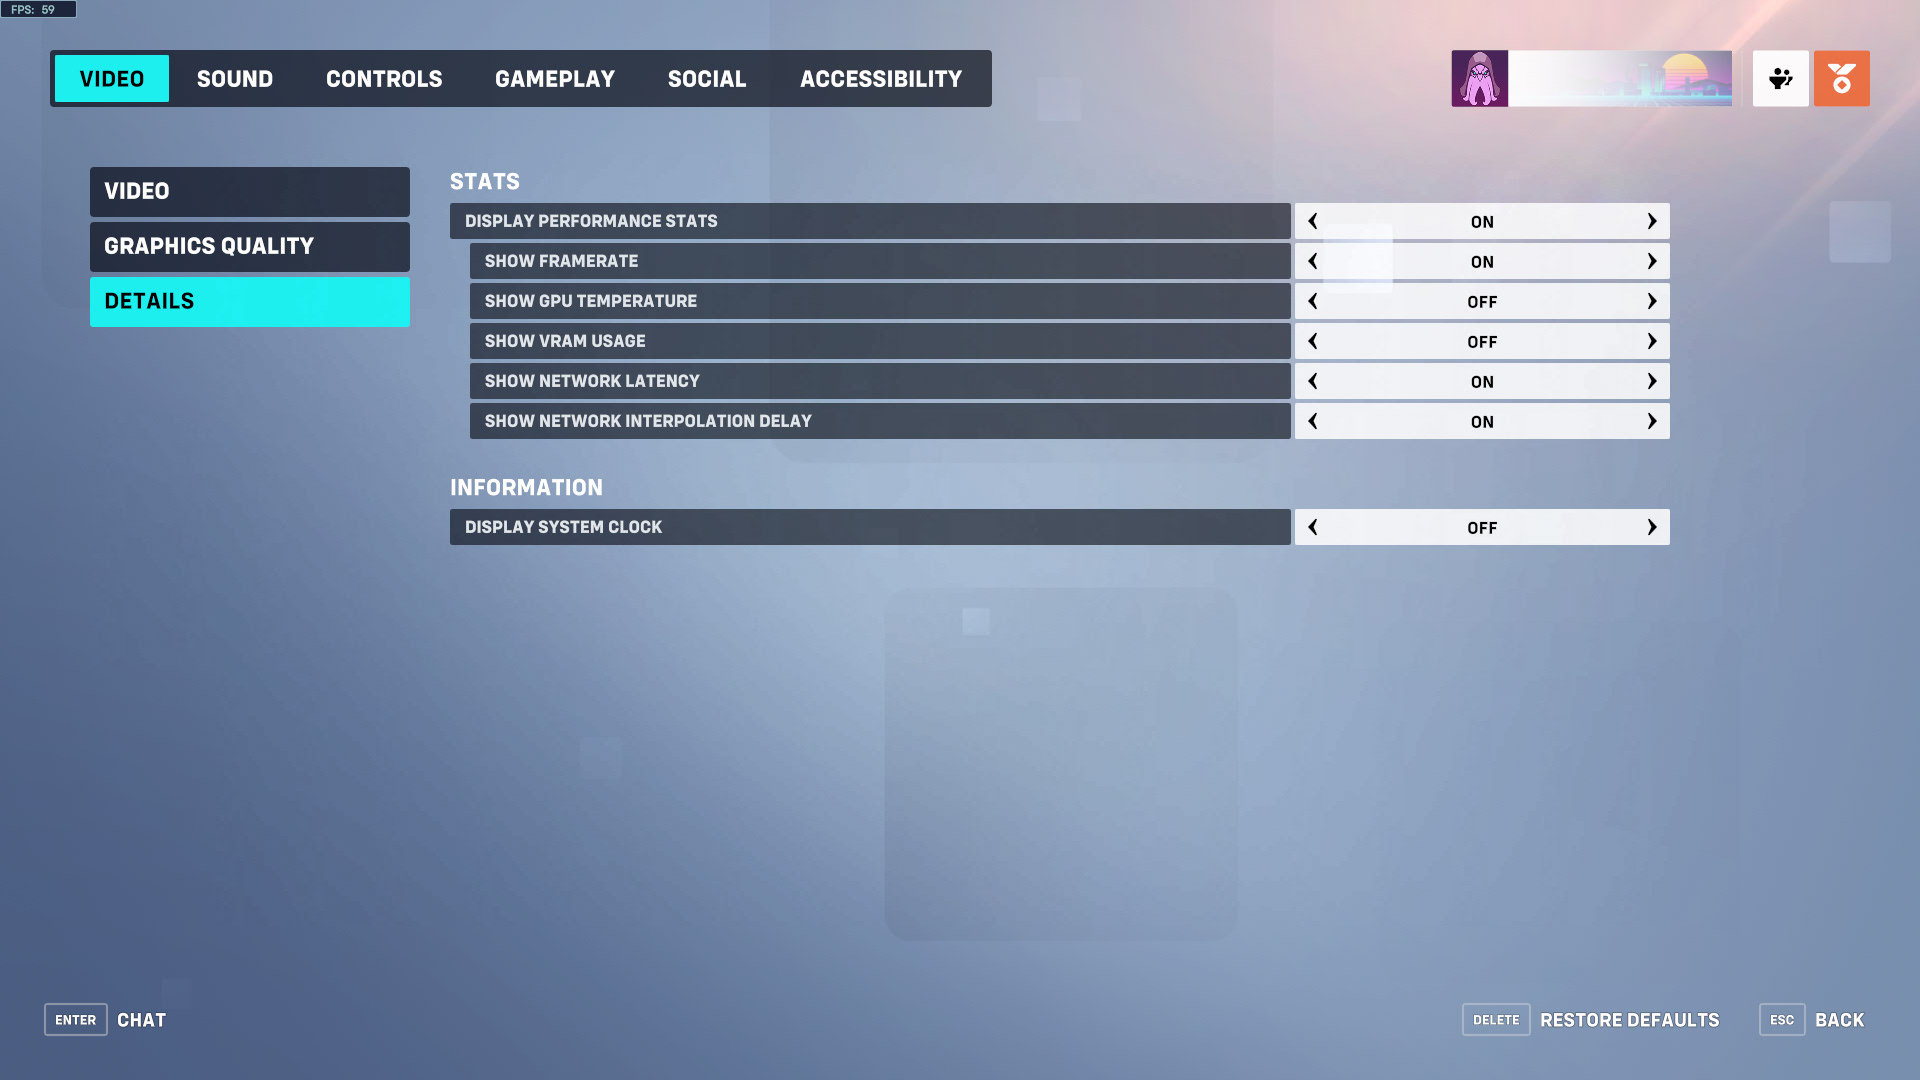 FPS: 59
VIDEO SOUND CONTROLS GAMEPLAY SOCIAL ACCESSIBILITY
VIDEO
GRAPHICS QUALITY
DETAILS
STATS
DISPLAY PERFORMANCE STATS ON
SHOW FRAMERATE ON
SHOW GPU TEMPERATURE OFF
SHOW VRAM USAGE OFF
SHOW NETWORK LATENCY ON
SHOW NETWORK INTERPOLATION DELAY ON
INFORMATION
DISPLAY SYSTEM CLOCK OFF
ENTER CHAT DELETE RESTORE DEFAULTS ESC BACK